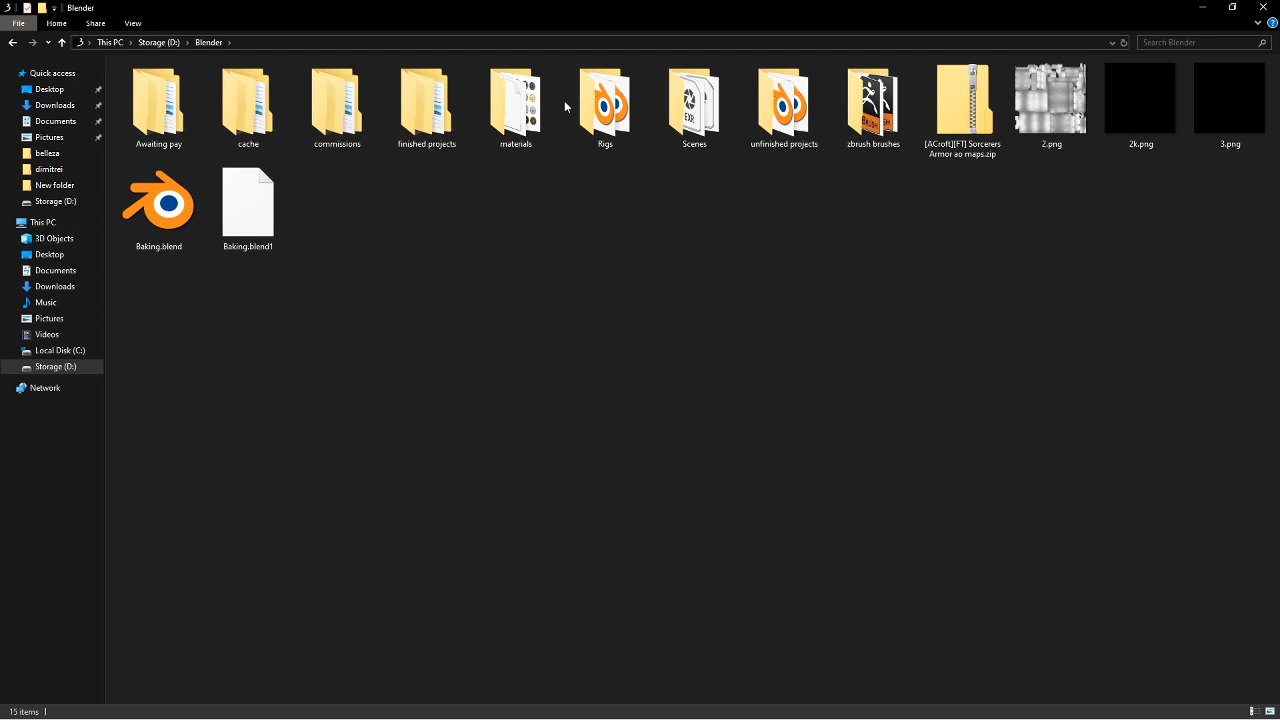 Blender
File Home Share View
This PC Storage (D:) Blender Search Blender
Quick access
Desktop
Downloads
Documents
Pictures
belleza
dimitrei
New folder
Storage (D:)
This PC
3D Objects
Desktop
Documents
Downloads
Music
Pictures
Videos
Local Disk (C:)
Storage (D:)
Network
Awaiting pay cache commissions finished projects materials Rigs Scenes unfinished projects zbrush brushes [ACroft][FT] Sorcerers 2.png 2k.png 3.png
Armor ao maps.zip
EXR
BRUSH
Baking.blend Baking.blend1
15 items